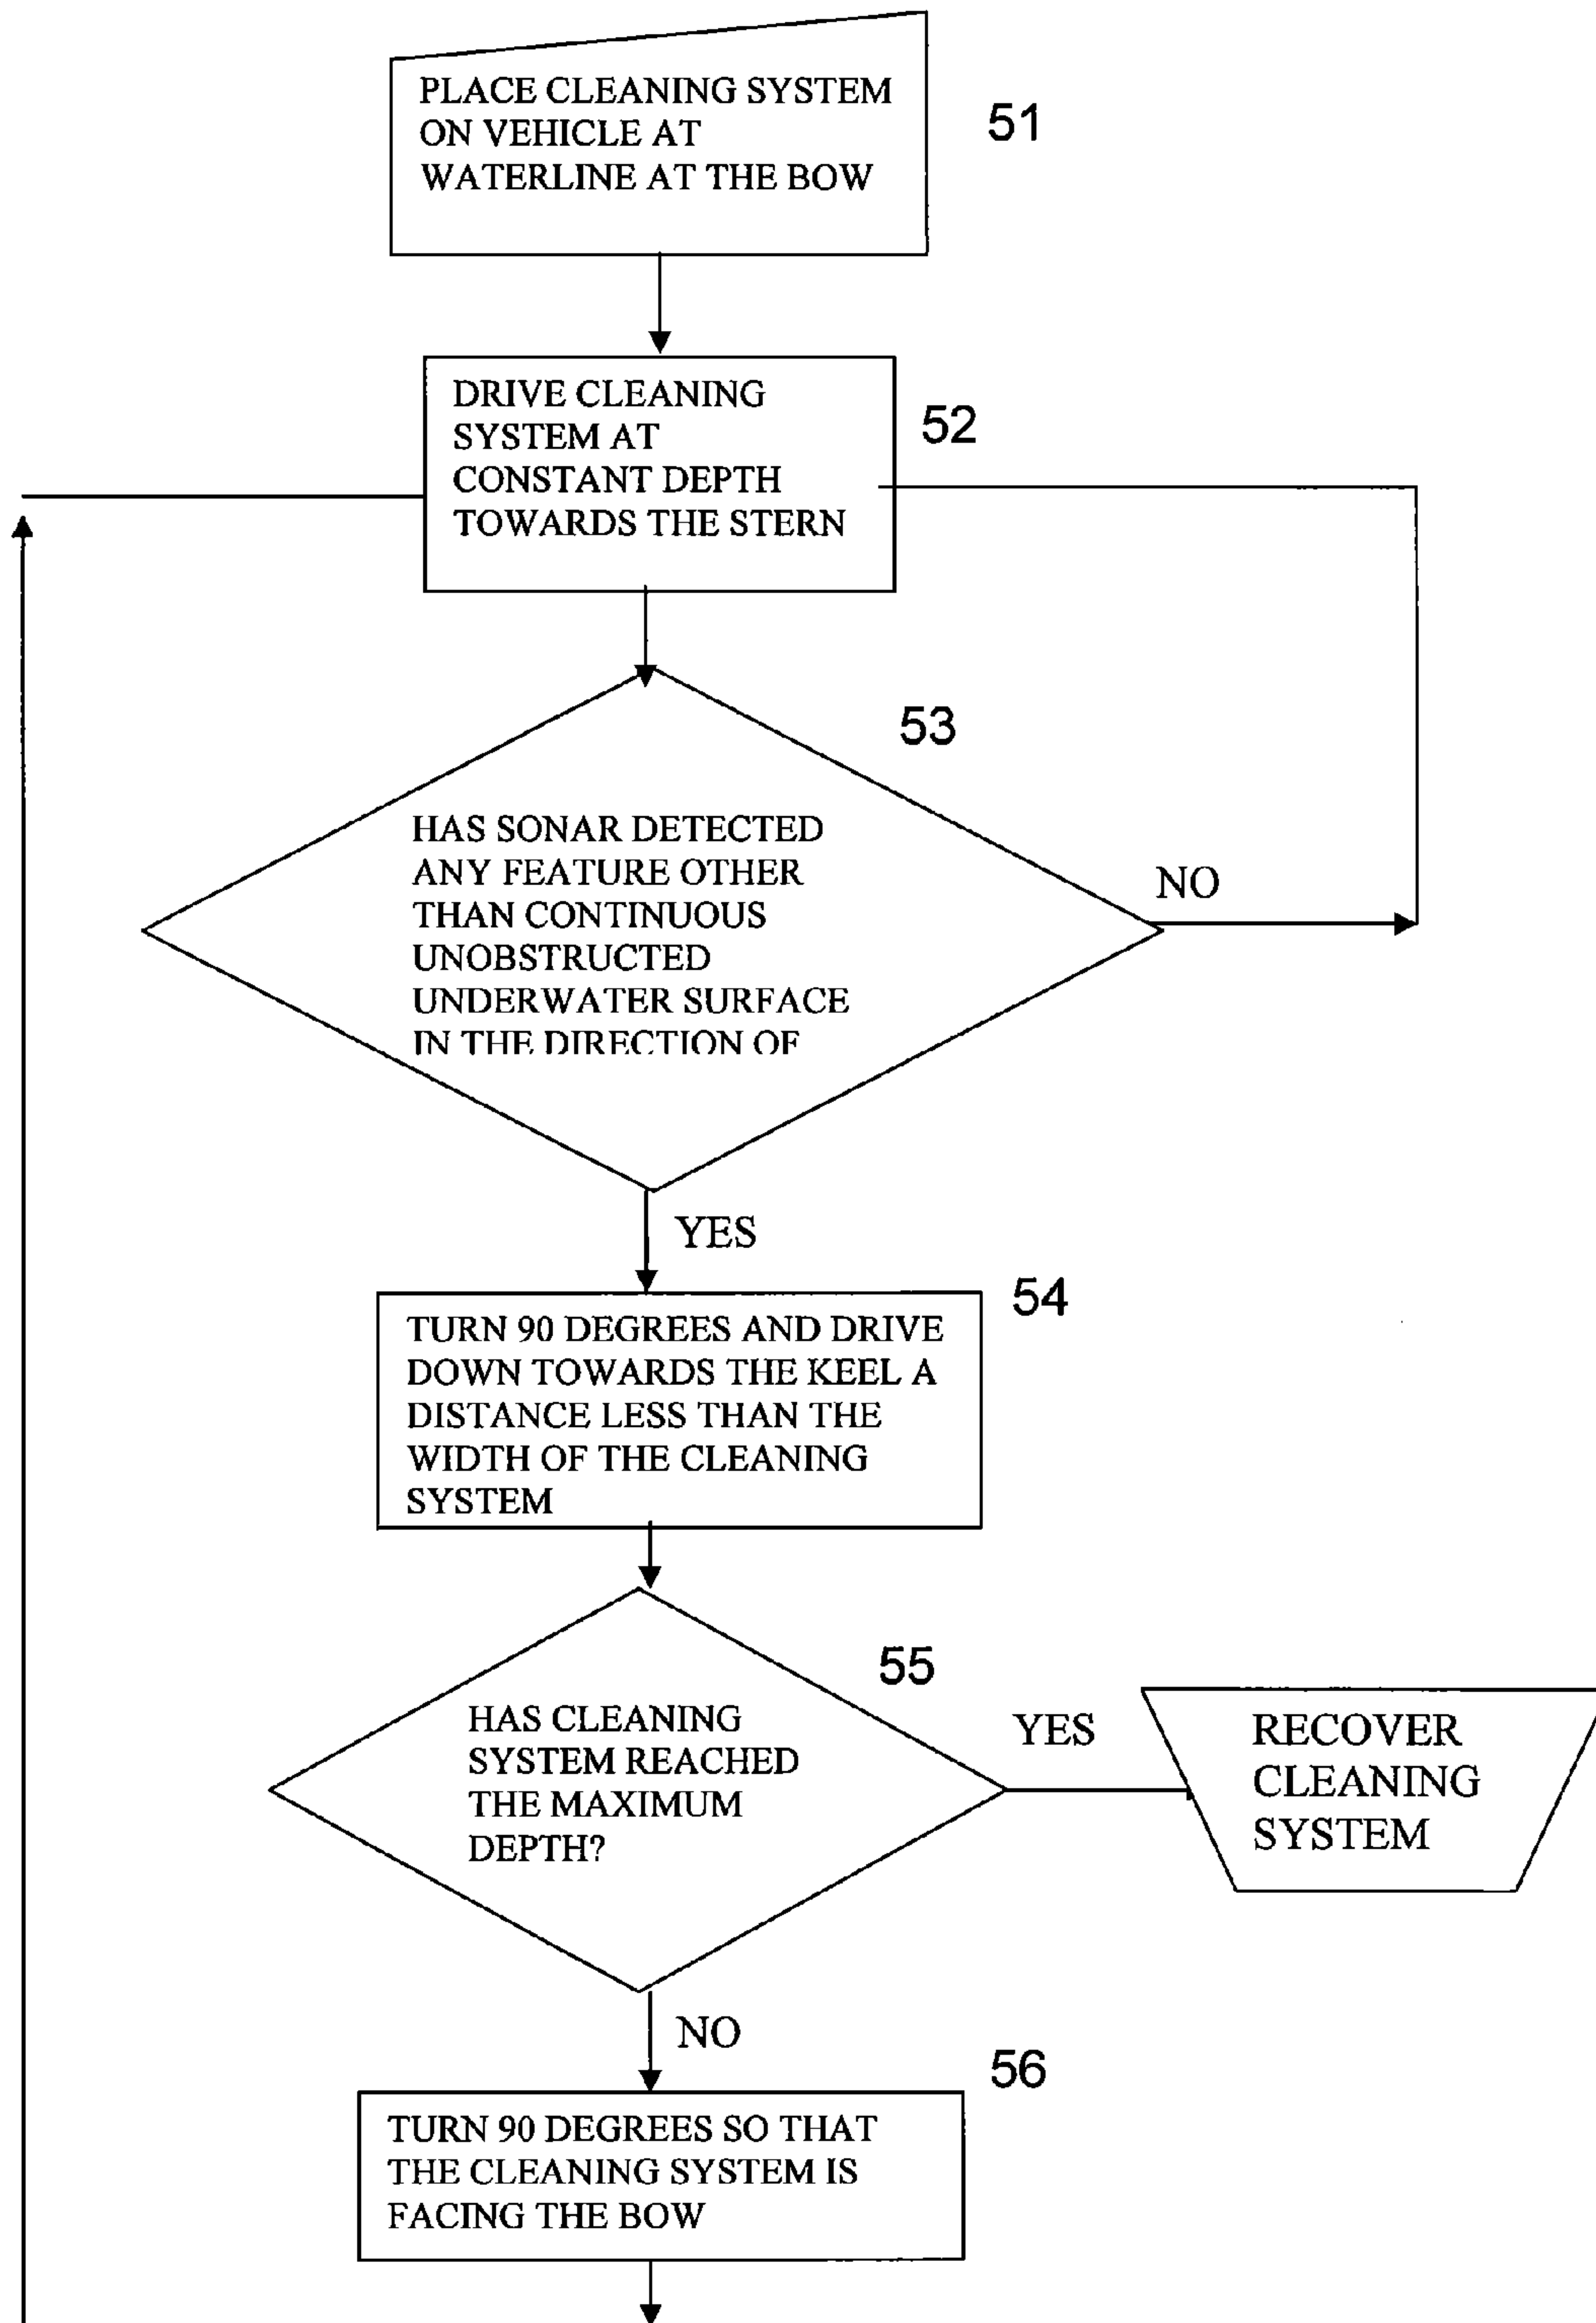 PLACE CLEANING SYSTEM
ON VEHICLE AT
WATERLINE AT THE BOW
51
DRIVE CLEANING
SYSTEM AT
CONSTANT DEPTH
TOWARDS THE STERN
52
53
HAS SONAR DETECTED
ANY FEATURE OTHER
THAN CONTINUOUS
UNOBSTRUCTED
UNDERWATER SURFACE
IN THE DIRECTION OF
NO
YES
54
TURN 90 DEGREES AND DRIVE
DOWN TOWARDS THE KEEL A
DISTANCE LESS THAN THE
WIDTH OF THE CLEANING
SYSTEM
55
HAS CLEANING
SYSTEM REACHED
THE MAXIMUM
DEPTH?
YES
RECOVER
CLEANING
SYSTEM
NO
56
TURN 90 DEGREES SO THAT
THE CLEANING SYSTEM IS
FACING THE BOW